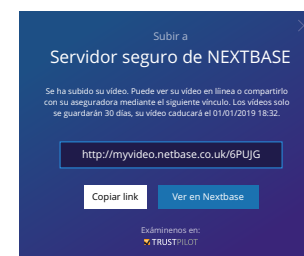 Subir a
Servidor seguro de NEXTBASE
Se ha subido su vídeo. Puede ver su vídeo en llínea o compartirlo
con su aseguradora mediante el siguiente vínculo. Los vídeos solo
se guardarán 30 días, su vídeo caducará el 01/01/2019 18:32.
http://myvideo.netbase.co.uk/6PUJG
Copiar link
Ver en Nextbase
Exáminenos en:
TRUSTPILOT